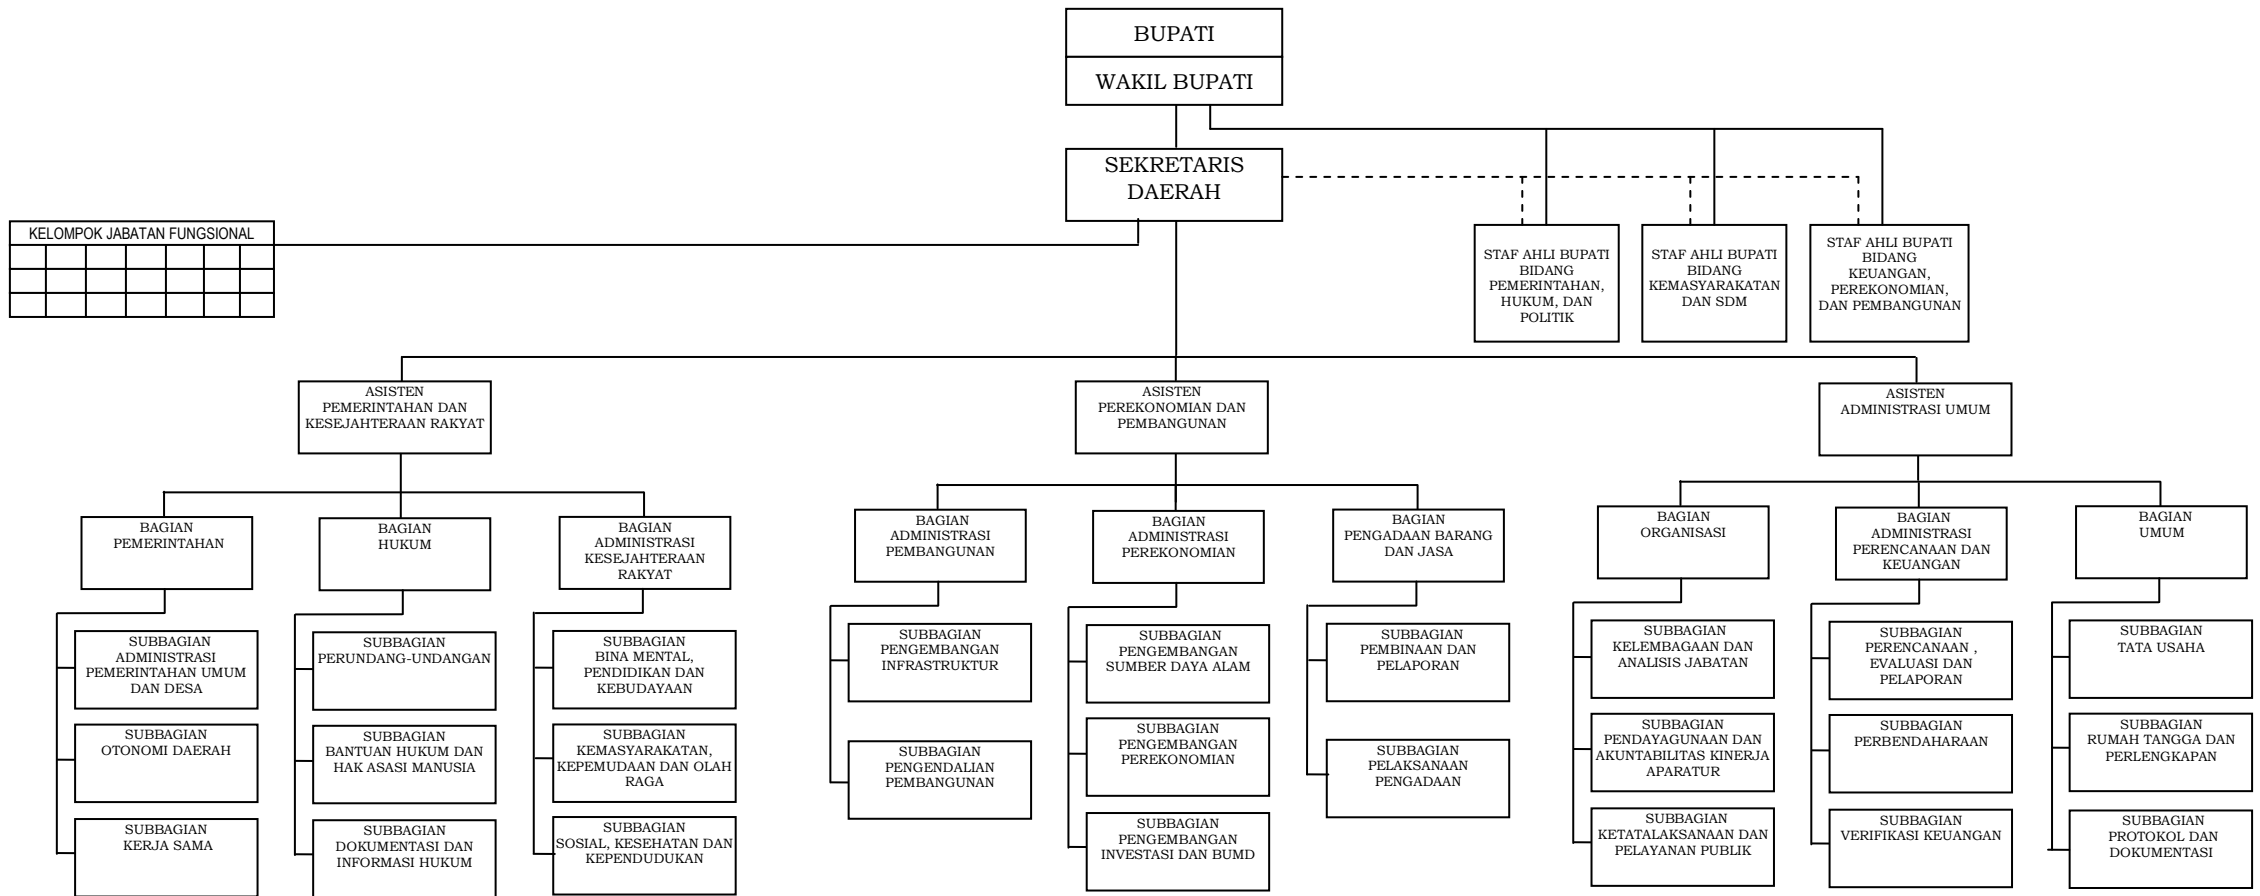 BUPATI
WAKIL BUPATI
SEKRETARIS
DAERAH
KELOMPOK JABATAN FUNGSIONAL
STAF AHLI BUPATI
BIDANG
PEMERINTAHAN,
HUKUM, DAN
POLITIK
STAF AHLI BUPATI
BIDANG
KEMASYARAKATAN
DAN SDM
STAF AHLI BUPATI
BIDANG
KEUANGAN,
PEREKONOMIAN,
DAN PEMBANGUNAN
ASISTEN
PEMERINTAHAN DAN
KESEJAHTERAAN RAKYAT
ASISTEN
PEREKONOMIAN DAN
PEMBANGUNAN
ASISTEN
ADMINISTRASI UMUM
BAGIAN
PEMERINTAHAN
BAGIAN
HUKUM
BAGIAN
ADMINISTRASI
KESEJAHTERAAN
RAKYAT
BAGIAN
ADMINISTRASI
PEMBANGUNAN
BAGIAN
ADMINISTRASI
PEREKONOMIAN
BAGIAN
PENGADAAN BARANG
DAN JASA
BAGIAN
ORGANISASI
BAGIAN
ADMINISTRASI
PERENCANAAN DAN
KEUANGAN
BAGIAN
UMUM
SUBBAGIAN
ADMINISTRASI
PEMERINTAHAN UMUM
DAN DESA
SUBBAGIAN
PERUNDANG-UNDANGAN
SUBBAGIAN
BINA MENTAL,
PENDIDIKAN DAN
KEBUDAYAAN
SUBBAGIAN
PENGEMBANGAN
INFRASTRUKTUR
SUBBAGIAN
PENGEMBANGAN
SUMBER DAYA ALAM
SUBBAGIAN
PEMBINAAN DAN
PELAPORAN
SUBBAGIAN
KELEMBAGAAN DAN
ANALISIS JABATAN
SUBBAGIAN
PERENCANAAN ,
EVALUASI DAN
PELAPORAN
SUBBAGIAN
TATA USAHA
SUBBAGIAN
OTONOMI DAERAH
SUBBAGIAN
BANTUAN HUKUM DAN
HAK ASASI MANUSIA
SUBBAGIAN
KEMASYARAKATAN,
KEPEMUDAAN DAN OLAH
RAGA
SUBBAGIAN
PENGENDALIAN
PEMBANGUNAN
SUBBAGIAN
PENGEMBANGAN
PEREKONOMIAN
SUBBAGIAN
PELAKSANAAN
PENGADAAN
SUBBAGIAN
PENDAYAGUNAAN DAN
AKUNTABILITAS KINERJA
APARATUR
SUBBAGIAN
PERBENDAHARAAN
SUBBAGIAN
RUMAH TANGGA DAN
PERLENGKAPAN
SUBBAGIAN
KERJA SAMA
SUBBAGIAN
DOKUMENTASI DAN
INFORMASI HUKUM
SUBBAGIAN
SOSIAL, KESEHATAN DAN
KEPENDUDUKAN
SUBBAGIAN
PENGEMBANGAN
INVESTASI DAN BUMD
SUBBAGIAN
KETATALAKSANAAN DAN
PELAYANAN PUBLIK
SUBBAGIAN
VERIFIKASI KEUANGAN
SUBBAGIAN
PROTOKOL DAN
DOKUMENTASI